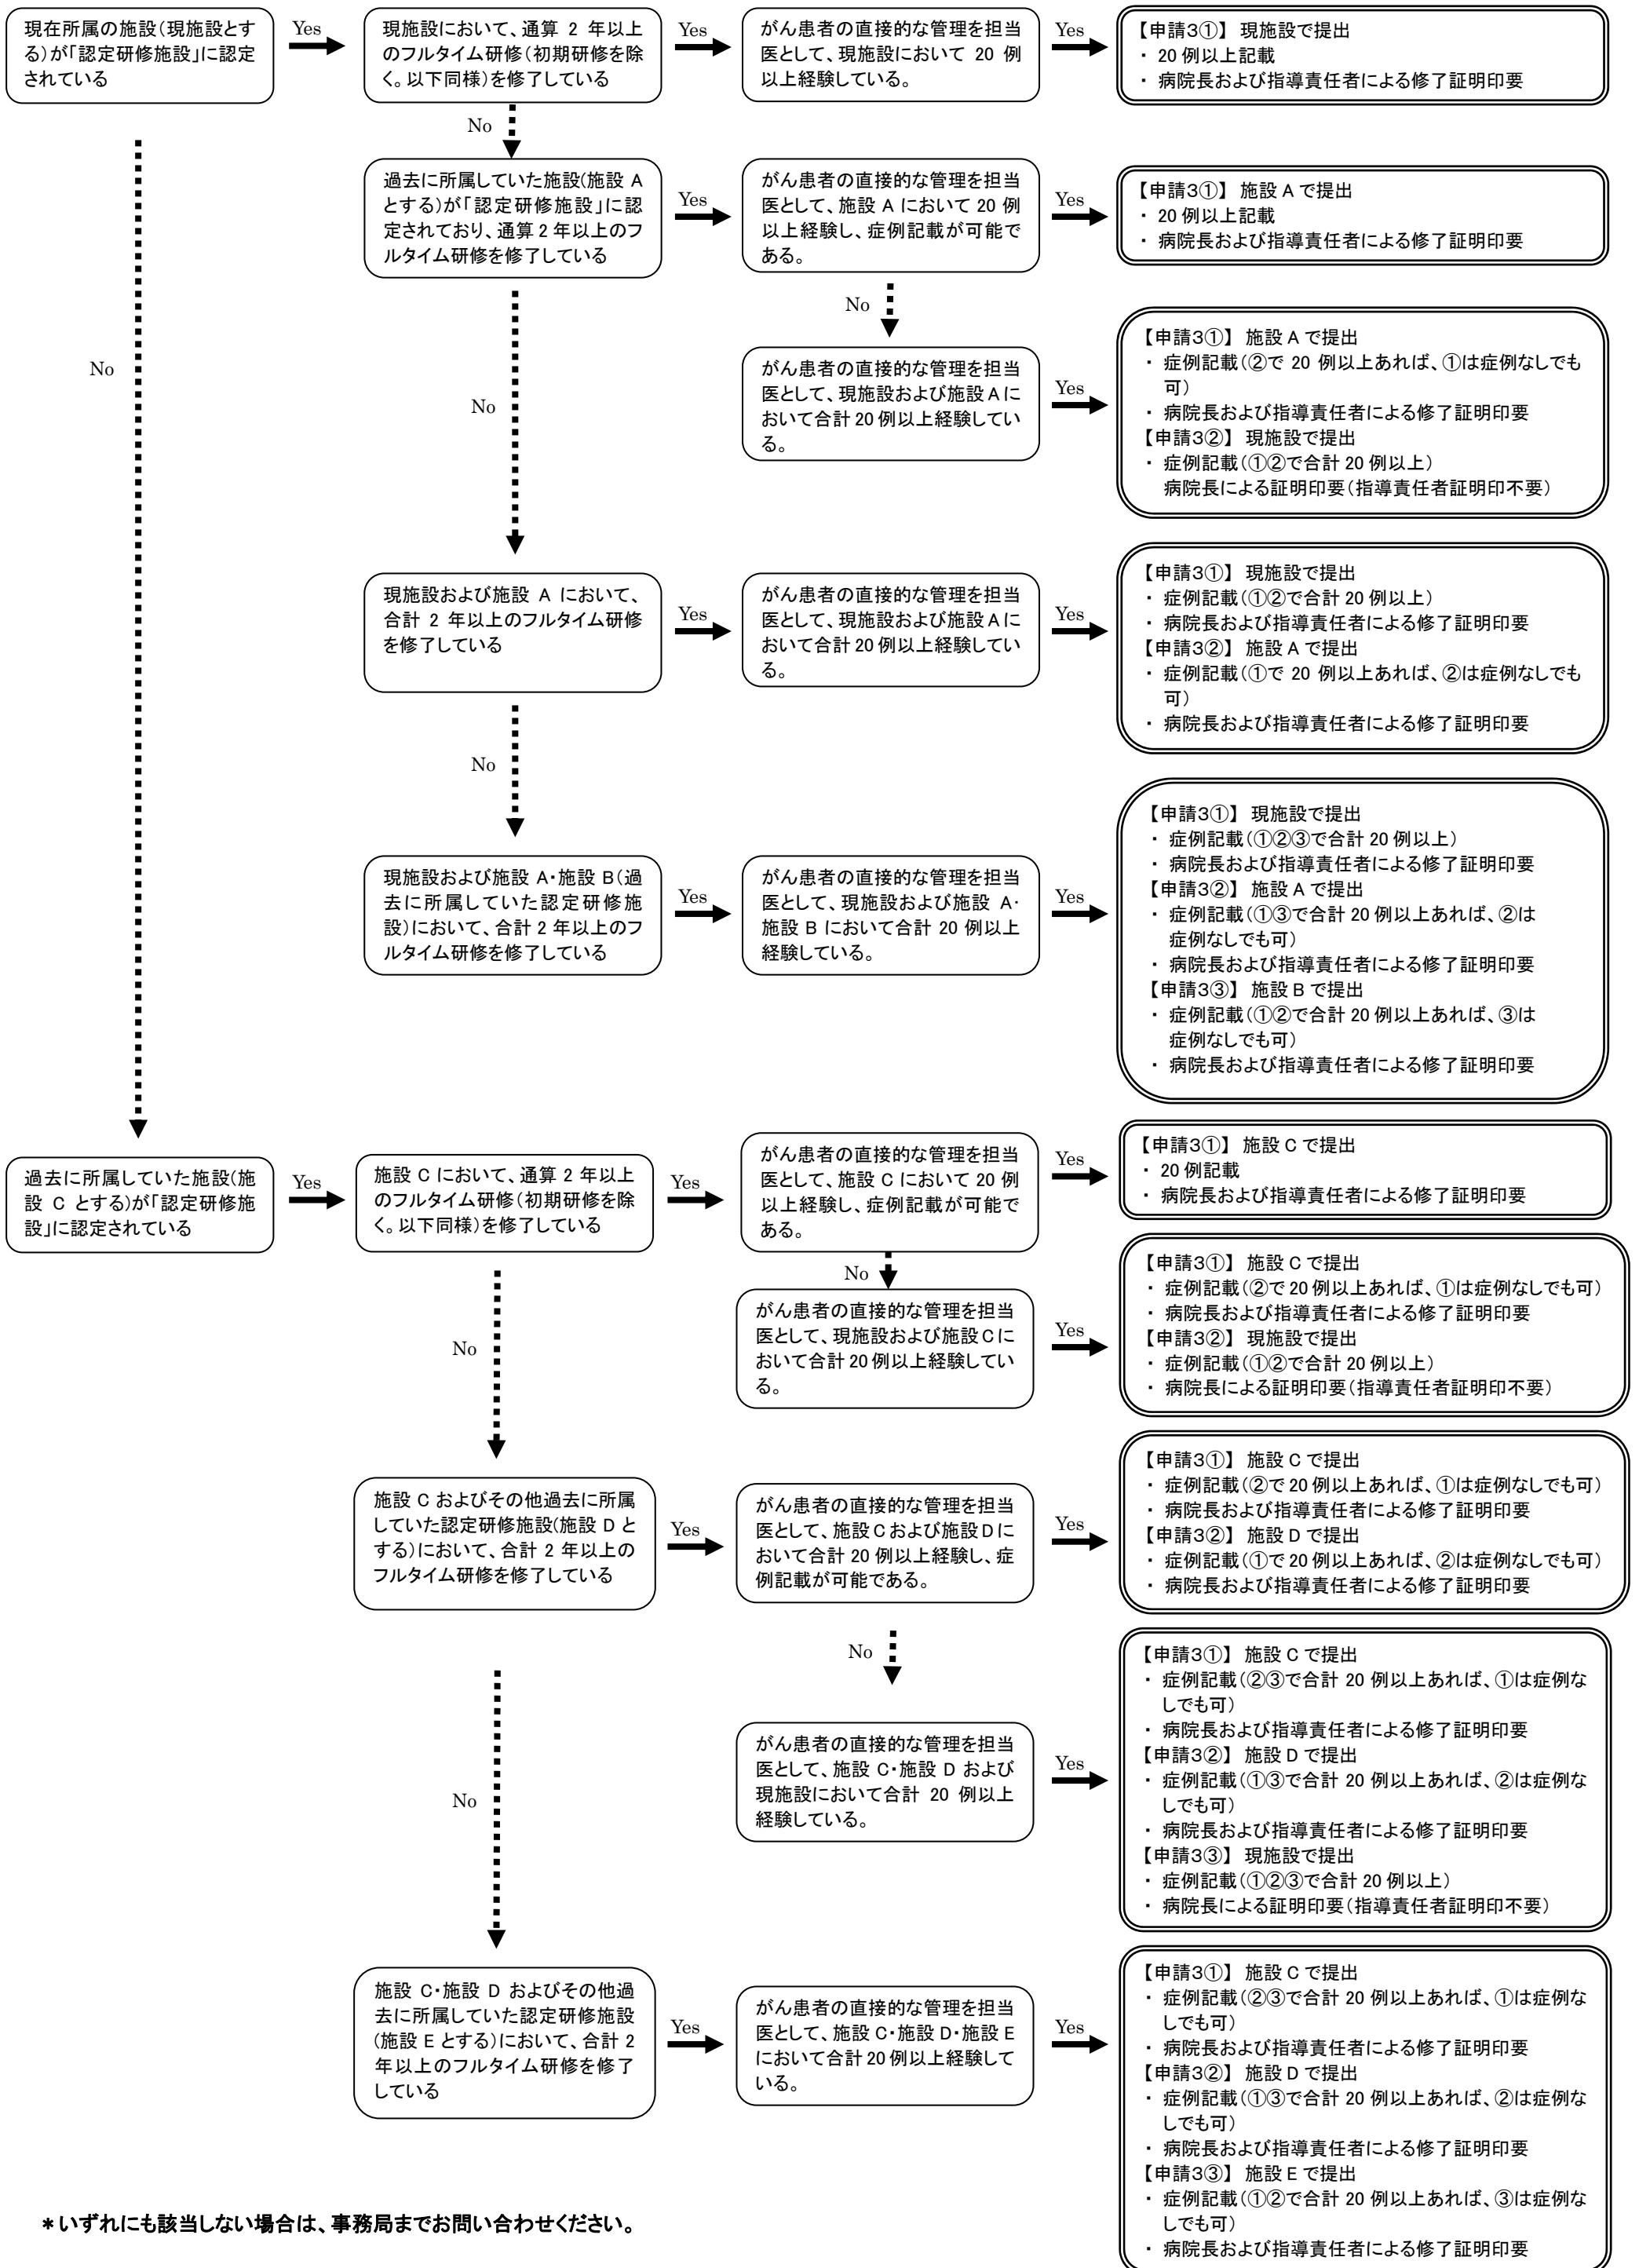 現在所属の施設(現施設とす
る)が「認定研修施設」に認定
されている
Yes
現施設において、通算 2 年以上
のフルタイム研修(初期研修を除
く。以下同様)を修了している
Yes
がん患者の直接的な管理を担当
医として、現施設において 20 例
以上経験している。
Yes
【申請3①】 現施設で提出
・ 20 例以上記載
・ 病院長および指導責任者による修了証明印要
No
過去に所属していた施設(施設 A
とする)が「認定研修施設」に認
定されており、通算 2 年以上のフ
ルタイム研修を修了している
Yes
がん患者の直接的な管理を担当
医として、施設 A において 20 例
以上経験し、症例記載が可能で
ある。
Yes
【申請3①】 施設 A で提出
・ 20 例以上記載
・ 病院長および指導責任者による修了証明印要
No
No
がん患者の直接的な管理を担当
医として、現施設および施設 A に
おいて合計 20 例以上経験してい
る。
Yes
【申請3①】 施設 A で提出
・ 症例記載(②で 20 例以上あれば、①は症例なしでも
可)
・ 病院長および指導責任者による修了証明印要
【申請3②】 現施設で提出
・ 症例記載(①②で合計 20 例以上)
病院長による証明印要(指導責任者証明印不要)
No
現施設および施設 A において、
合計 2 年以上のフルタイム研修
を修了している
Yes
がん患者の直接的な管理を担当
医として、現施設および施設 A に
おいて合計 20 例以上経験してい
る。
Yes
【申請3①】 現施設で提出
・ 症例記載(①②で合計 20 例以上)
・ 病院長および指導責任者による修了証明印要
【申請3②】 施設 A で提出
・ 症例記載(①で 20 例以上あれば、②は症例なしでも
可)
・ 病院長および指導責任者による修了証明印要
No
現施設および施設 A・施設 B(過
去に所属していた認定研修施
設)において、合計 2 年以上のフ
ルタイム研修を修了している
Yes
がん患者の直接的な管理を担当
医として、現施設および施設 A・
施設 B において合計 20 例以上
経験している。
Yes
【申請3①】 現施設で提出
・ 症例記載(①②③で合計 20 例以上)
・ 病院長および指導責任者による修了証明印要
【申請3②】 施設 A で提出
・ 症例記載(①③で合計 20 例以上あれば、②は
症例なしでも可)
・ 病院長および指導責任者による修了証明印要
【申請3③】 施設 B で提出
・ 症例記載(①②で合計 20 例以上あれば、③は
症例なしでも可)
・ 病院長および指導責任者による修了証明印要
No
過去に所属していた施設(施
設 C とする)が「認定研修施
設」に認定されている
Yes
施設 C において、通算 2 年以上
のフルタイム研修(初期研修を除
く。以下同様)を修了している
Yes
がん患者の直接的な管理を担当
医として、施設 C において 20 例
以上経験し、症例記載が可能で
ある。
Yes
【申請3①】 施設 C で提出
・ 20 例記載
・ 病院長および指導責任者による修了証明印要
No
がん患者の直接的な管理を担当
医として、現施設および施設 C に
おいて合計 20 例以上経験してい
る。
Yes
【申請3①】 施設 C で提出
・ 症例記載(②で 20 例以上あれば、①は症例なしでも可)
・ 病院長および指導責任者による修了証明印要
【申請3②】 現施設で提出
・ 症例記載(①②で合計 20 例以上)
・ 病院長による証明印要(指導責任者証明印不要)
No
施設 C およびその他過去に所属
していた認定研修施設(施設 D と
する)において、合計 2 年以上の
フルタイム研修を修了している
Yes
がん患者の直接的な管理を担当
医として、施設 C および施設 D に
おいて合計 20 例以上経験し、症
例記載が可能である。
Yes
【申請3①】 施設 C で提出
・ 症例記載(②で 20 例以上あれば、①は症例なしでも可)
・ 病院長および指導責任者による修了証明印要
【申請3②】 施設 D で提出
・ 症例記載(①で 20 例以上あれば、②は症例なしでも可)
・ 病院長および指導責任者による修了証明印要
No
がん患者の直接的な管理を担当
医として、施設 C・施設 D および
現施設において合計 20 例以上
経験している。
Yes
【申請3①】 施設 C で提出
・ 症例記載(②③で合計 20 例以上あれば、①は症例な
しでも可)
・ 病院長および指導責任者による修了証明印要
【申請3②】 施設 D で提出
・ 症例記載(①③で合計 20 例以上あれば、②は症例な
しでも可)
・ 病院長および指導責任者による修了証明印要
【申請3③】 現施設で提出
・ 症例記載(①②③で合計 20 例以上)
・ 病院長による証明印要(指導責任者証明印不要)
No
施設 C・施設 D およびその他過
去に所属していた認定研修施設
(施設 E とする)において、合計 2
年以上のフルタイム研修を修了
している
Yes
がん患者の直接的な管理を担当
医として、施設 C・施設 D・施設 E
において合計 20 例以上経験して
いる。
Yes
【申請3①】 施設 C で提出
・ 症例記載(②③で合計 20 例以上あれば、①は症例な
しでも可)
・ 病院長および指導責任者による修了証明印要
【申請3②】 施設 D で提出
・ 症例記載(①③で合計 20 例以上あれば、②は症例な
しでも可)
・ 病院長および指導責任者による修了証明印要
【申請3③】 施設 E で提出
・ 症例記載(①②で合計 20 例以上あれば、③は症例な
しでも可)
・ 病院長および指導責任者による修了証明印要
＊いずれにも該当しない場合は、事務局までお問い合わせください。